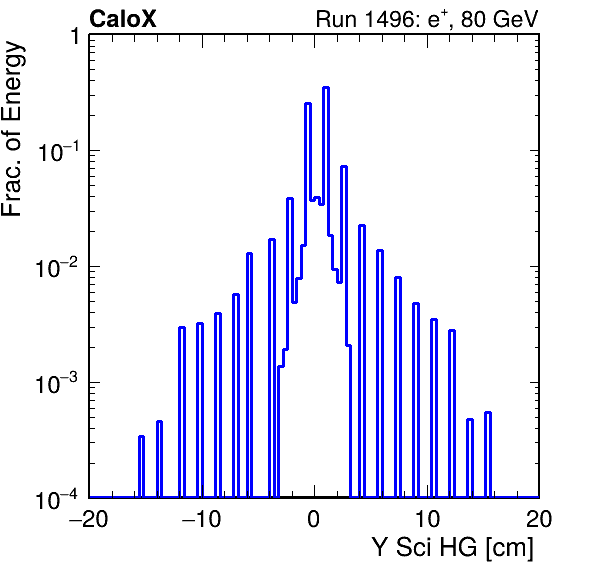 CaloX Run 1496: e⁺, 80 GeV
Frac. of Energy
1
10⁻¹
10⁻²
10⁻³
10⁻⁴
−20 −10 0 10 20
Y Sci HG [cm]